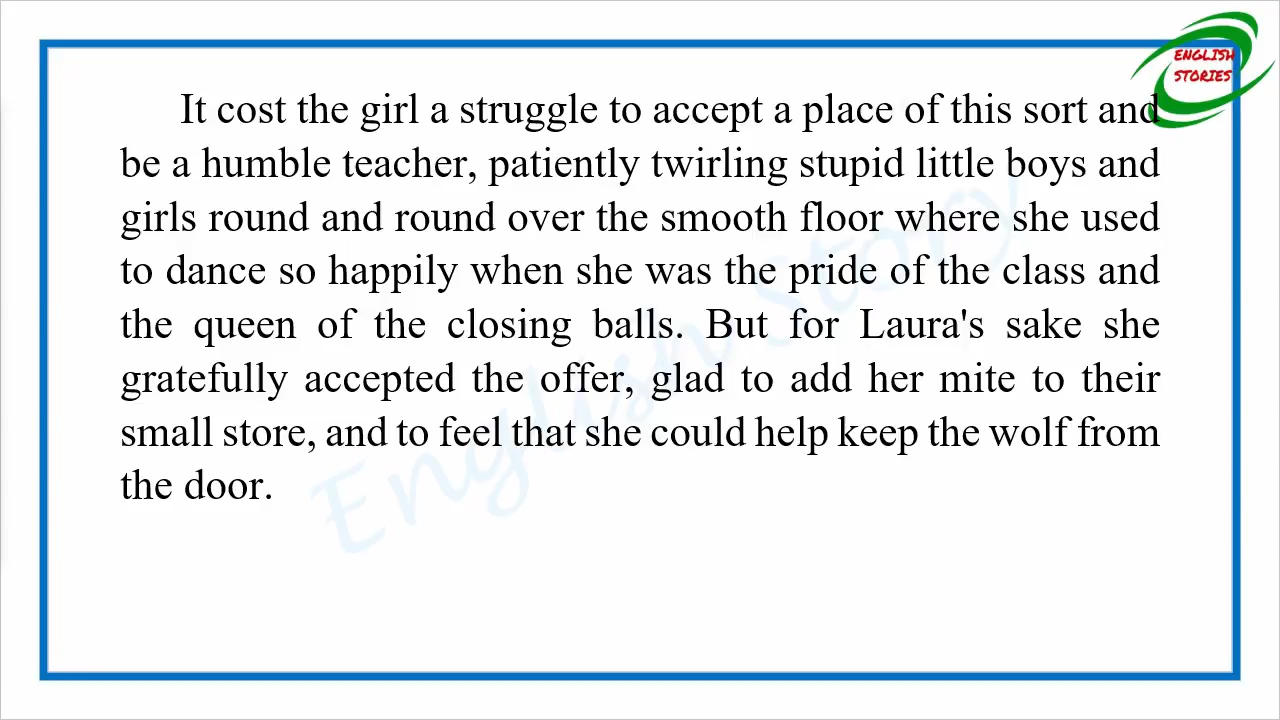 ENGLISH
STORIES
It cost the girl a struggle to accept a place of this sort and
be a humble teacher, patiently twirling stupid little boys and
girls round and round over the smooth floor where she used
to dance so happily when she was the pride of the class and
the queen of the closing balls. But for Laura's sake she
gratefully accepted the offer, glad to add her mite to their
small store, and to feel that she could help keep the wolf from
the door.
English Story